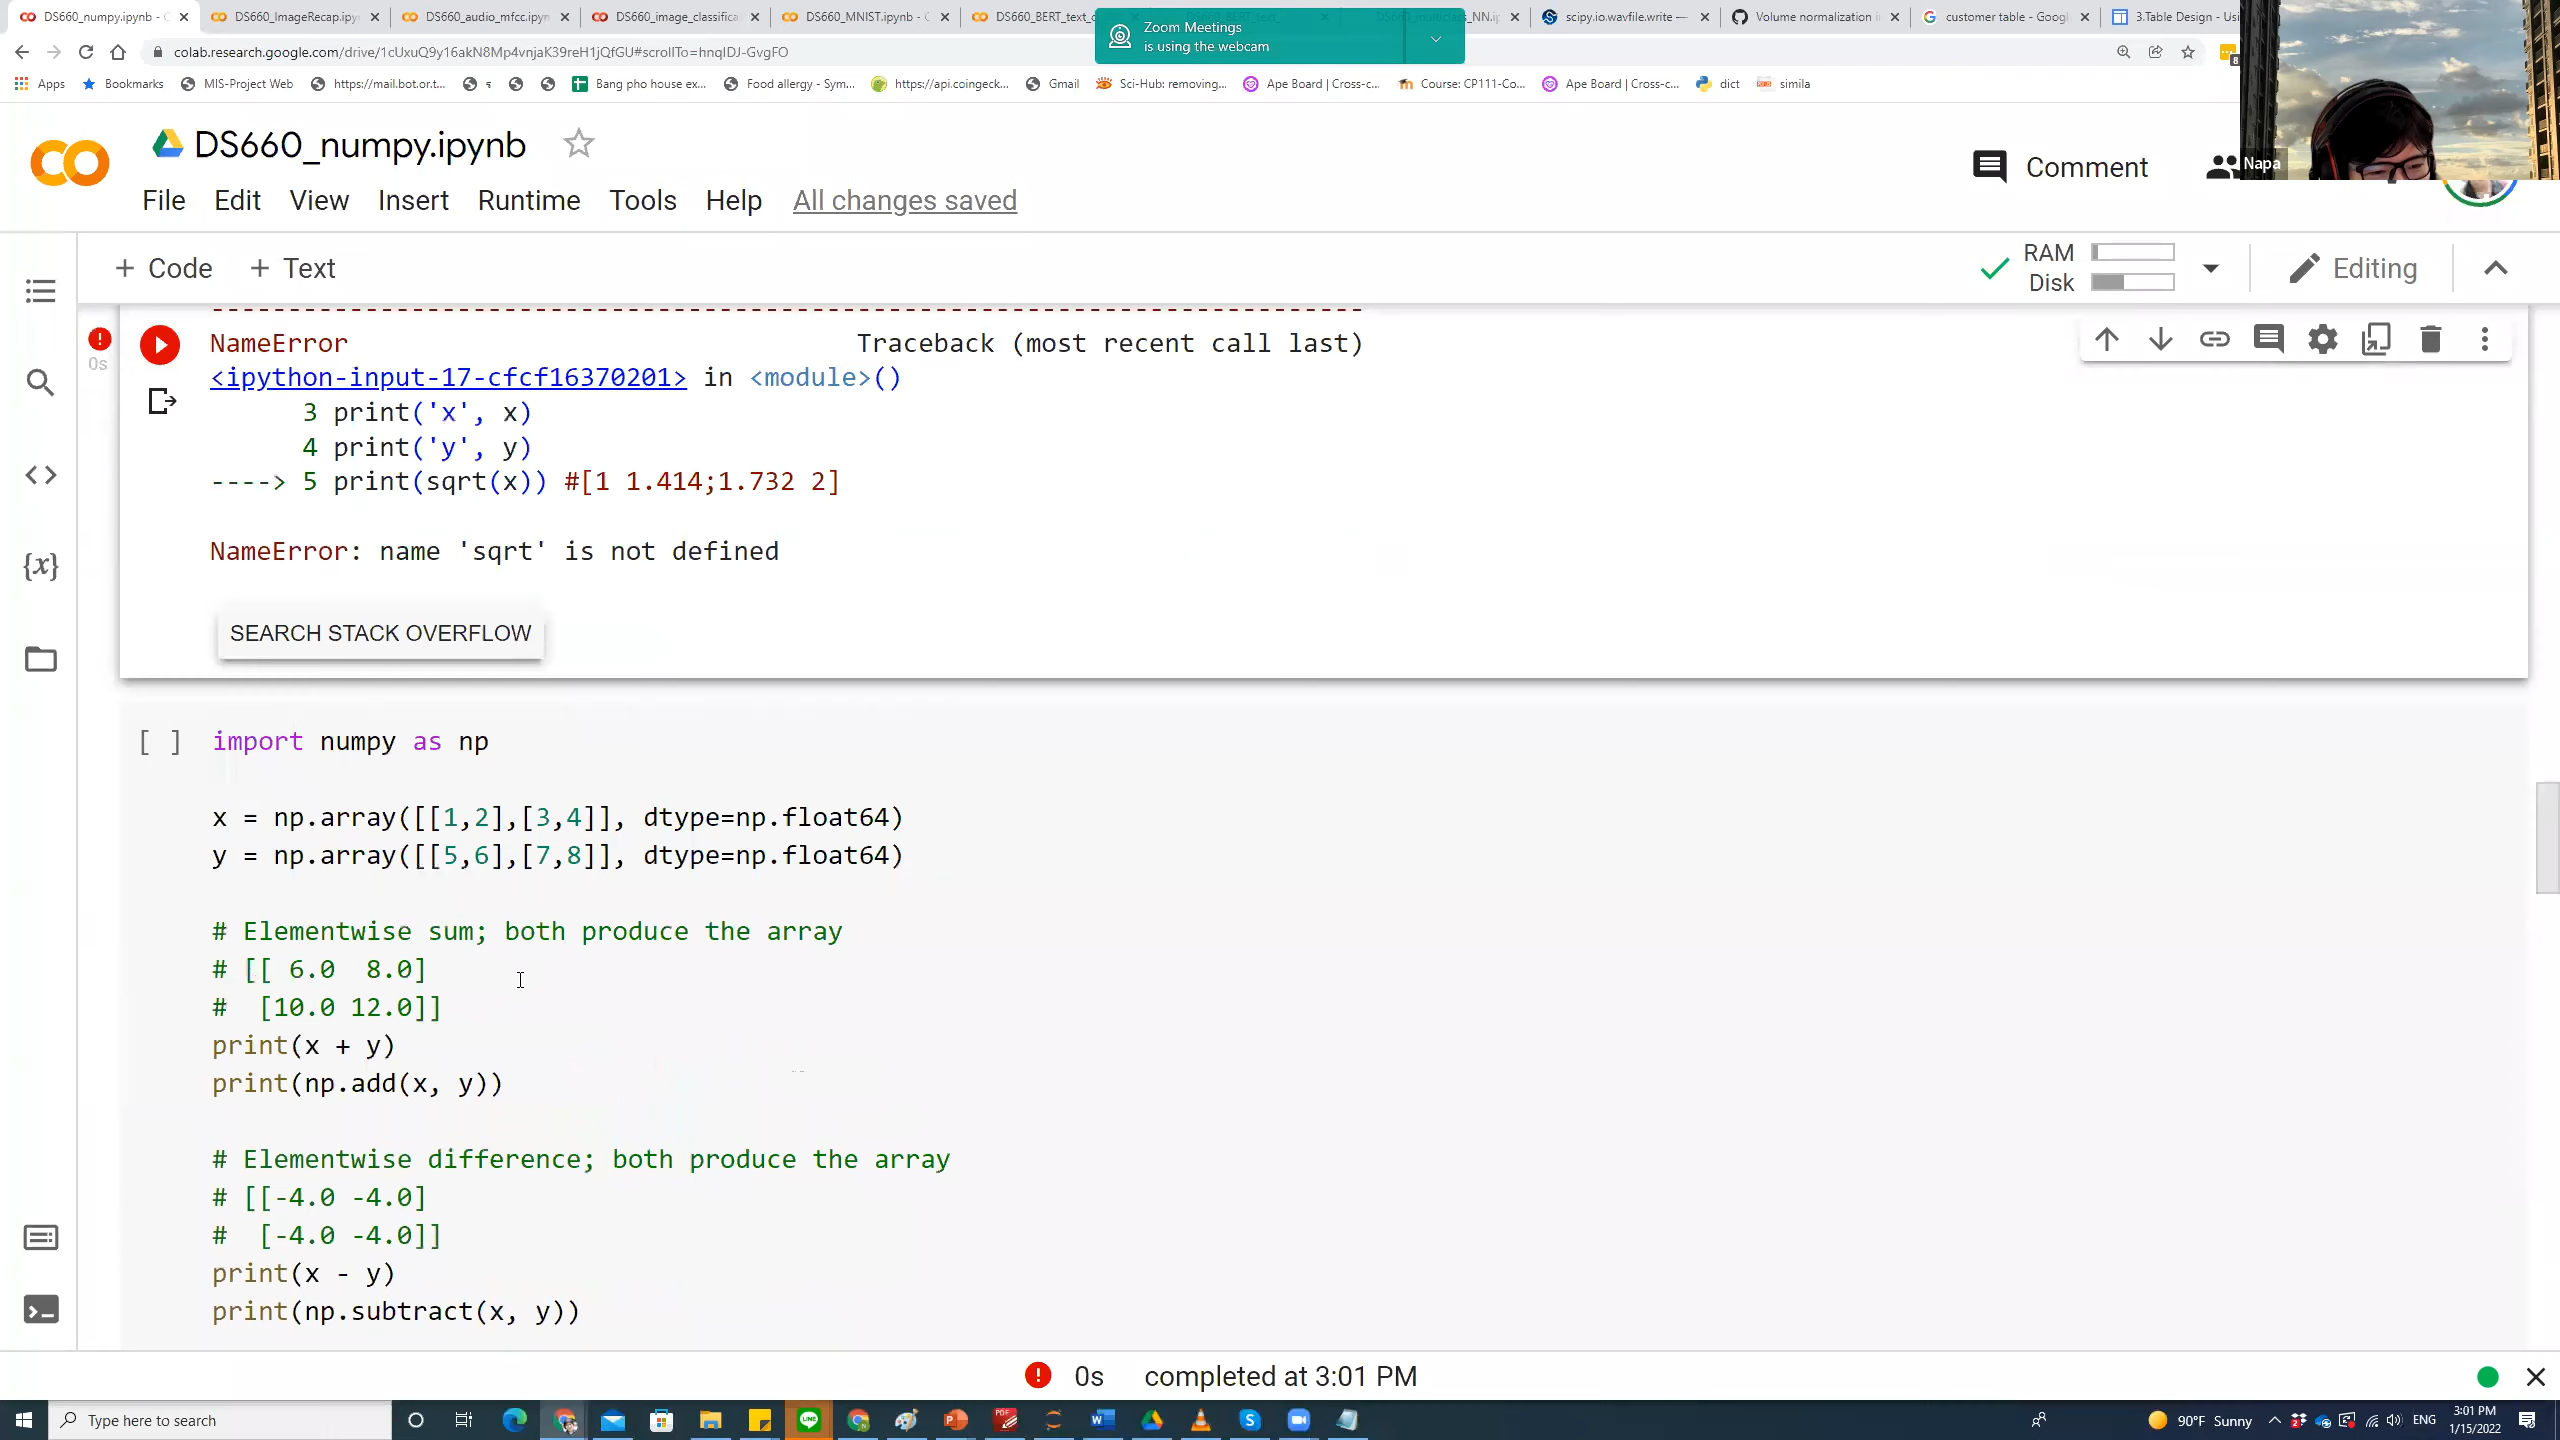 DS660_numpy.ipynb - C
DS660_ImageRecap.ipyn
DS660_audio_mfcc.ipyn
DS660_image_classifica
DS660_MNIST.ipynb - C
DS660_BERT_text_c
scipy.io.wavfile.write —
Volume normalization i
customer table - Googl
3.Table Design - Usi
Zoom Meetings
is using the webcam
colab.research.google.com/drive/1cUxuQ9y16akN8Mp4vnjaK39reH1jQfGU#scrollTo=hnqIDJ-GvgFO
8
Apps
Bookmarks
MIS-Project Web
https://mail.bot.or.t...
Bang pho house ex...
Food allergy - Sym...
https://api.coingeck...
Gmail
Sci-Hub: removing...
Ape Board | Cross-c...
Course: CP111-Co...
Ape Board | Cross-c...
dict
simila
DS660_numpy.ipynb
Comment
Napa
File Edit View Insert Runtime Tools Help All changes saved
+ Code + Text
RAM
Disk
Editing
0s
NameError Traceback (most recent call last)
<ipython-input-17-cfcf16370201> in <module>()
3 print('x', x)
4 print('y', y)
----> 5 print(sqrt(x)) #[1 1.414;1.732 2]
NameError: name 'sqrt' is not defined
SEARCH STACK OVERFLOW
[ ] import numpy as np
x = np.array([[1,2],[3,4]], dtype=np.float64)
y = np.array([[5,6],[7,8]], dtype=np.float64)
# Elementwise sum; both produce the array
# [[ 6.0  8.0]
#  [10.0 12.0]]
print(x + y)
print(np.add(x, y))
# Elementwise difference; both produce the array
# [[-4.0 -4.0]
#  [-4.0 -4.0]]
print(x - y)
print(np.subtract(x, y))
0s completed at 3:01 PM
Type here to search
90°F Sunny
ENG
3:01 PM
1/15/2022